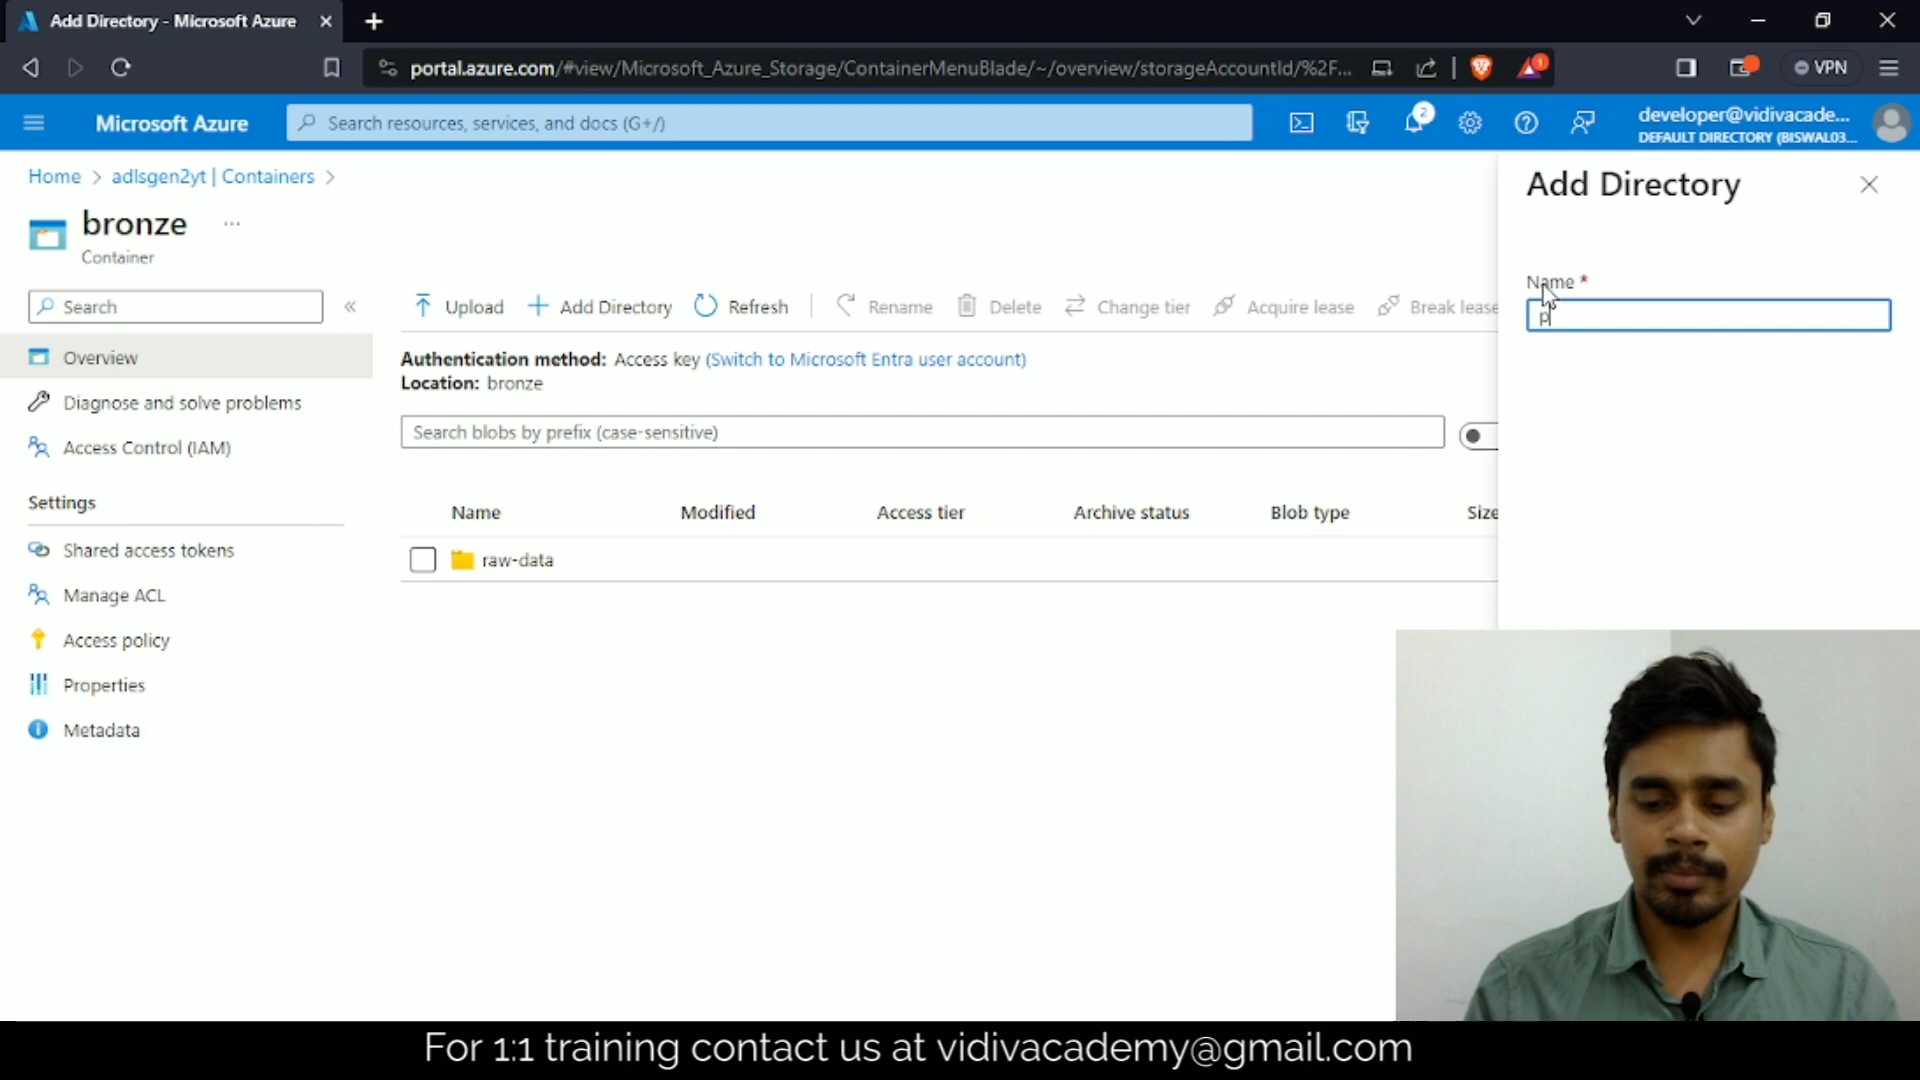 Add Directory - Microsoft Azure
portal.azure.com/#view/Microsoft_Azure_Storage/ContainerMenuBlade/~/overview/storageAccountId/%2F...
1
VPN
Microsoft Azure
Search resources, services, and docs (G+/)
2
developer@vidivacade...
DEFAULT DIRECTORY (BISWAL03...
Home > adlsgen2yt | Containers >
bronze ...
Container
Search
«
Overview
Diagnose and solve problems
Access Control (IAM)
Settings
Shared access tokens
Manage ACL
Access policy
Properties
Metadata
Upload
Add Directory
Refresh
Rename
Delete
Change tier
Acquire lease
Break lease
Authentication method: Access key (Switch to Microsoft Entra user account)
Location: bronze
Search blobs by prefix (case-sensitive)
Name Modified Access tier Archive status Blob type Size
raw-data
Add Directory
Name *
p
For 1:1 training contact us at vidivacademy@gmail.com